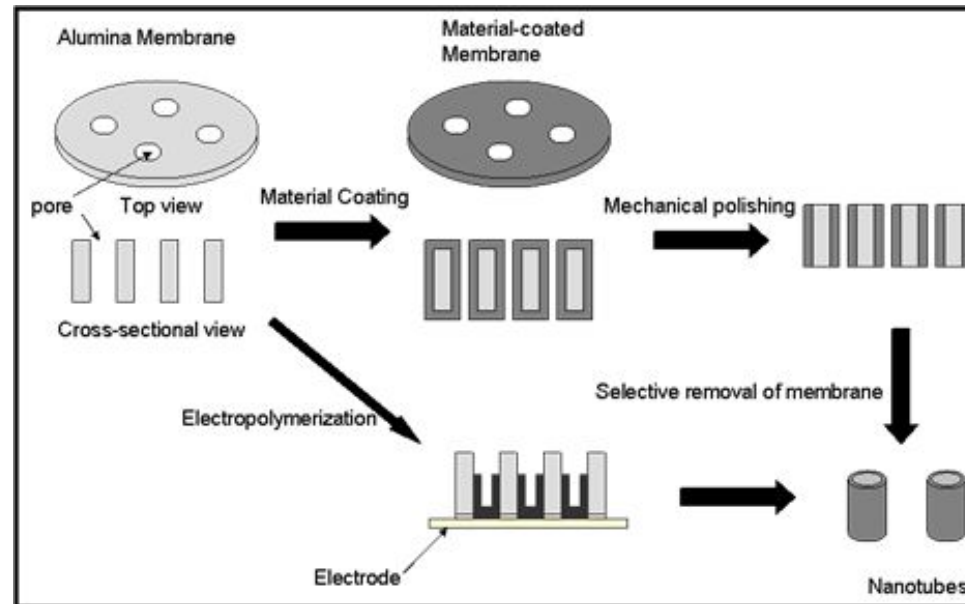 Alumina Membrane
Material-coated
Membrane
pore
Top view
Material Coating
Mechanical polishing
Cross-sectional view
Selective removal of membrane
Electropolymerization
Electrode
Nanotubes